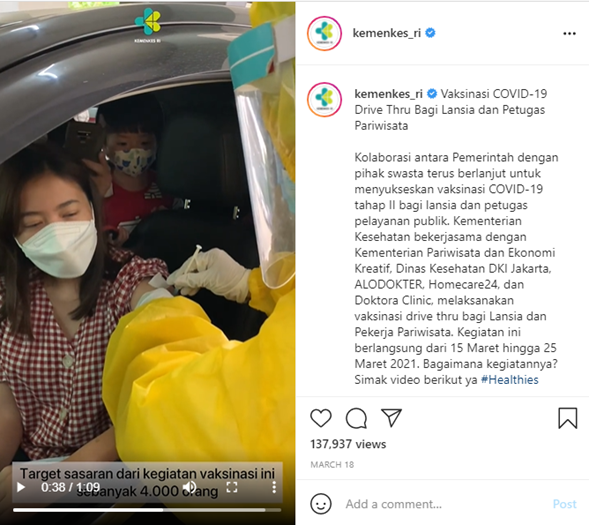 KEMENKES RI
Target sasaran dari kegiatan vaksinasi ini
sebanyak 4.000 orang
0:38 / 1:09
kemenkes_ri
kemenkes_ri Vaksinasi COVID-19
Drive Thru Bagi Lansia dan Petugas
Pariwisata
Kolaborasi antara Pemerintah dengan
pihak swasta terus berlanjut untuk
menyukseskan vaksinasi COVID-19
tahap II bagi lansia dan petugas
pelayanan publik. Kementerian
Kesehatan bekerjasama dengan
Kementerian Pariwisata dan Ekonomi
Kreatif, Dinas Kesehatan DKI Jakarta,
ALODOKTER, Homecare24, dan
Doktora Clinic, melaksanakan
vaksinasi drive thru bagi Lansia dan
Pekerja Pariwisata. Kegiatan ini
berlangsung dari 15 Maret hingga 25
Maret 2021. Bagaimana kegiatannya?
Simak video berikut ya #Healthies
137,937 views
MARCH 18
Add a comment...
Post